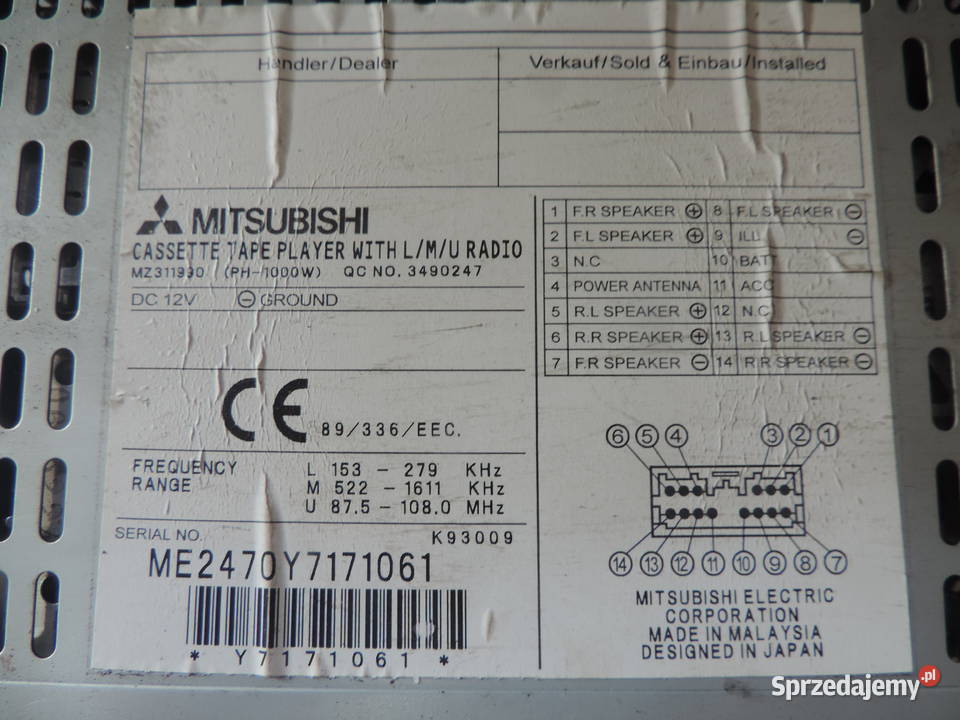 Händler/Dealer
Verkauf/Sold & Einbau/Installed
MITSUBISHI
CASSETTE TAPE PLAYER WITH L/M/U RADIO
MZ311930 (PH-1000W) QC NO. 3490247
DC 12V ⊖ GROUND
CE 89/336/EEC.
FREQUENCY RANGE
L 153 - 279 KHz
M 522 - 1611 KHz
U 87.5 - 108.0 MHz
SERIAL NO. K93009
ME2470Y7171061
* Y7171061 *
1 F.R SPEAKER ⊕ 8 F.L SPEAKER ⊖
2 F.L SPEAKER ⊕ 9 ILL ⊖
3 N.C 10 BATT
4 POWER ANTENNA 11 ACC
5 R.L SPEAKER ⊕ 12 N.C
6 R.R SPEAKER ⊕ 13 R.L SPEAKER ⊖
7 F.R SPEAKER ⊖ 14 R.R SPEAKER ⊖
6 5 4 3 2 1
14 13 12 11 10 9 8 7
MITSUBISHI ELECTRIC
CORPORATION
MADE IN MALAYSIA
DESIGNED IN JAPAN
Sprzedajemy.pl